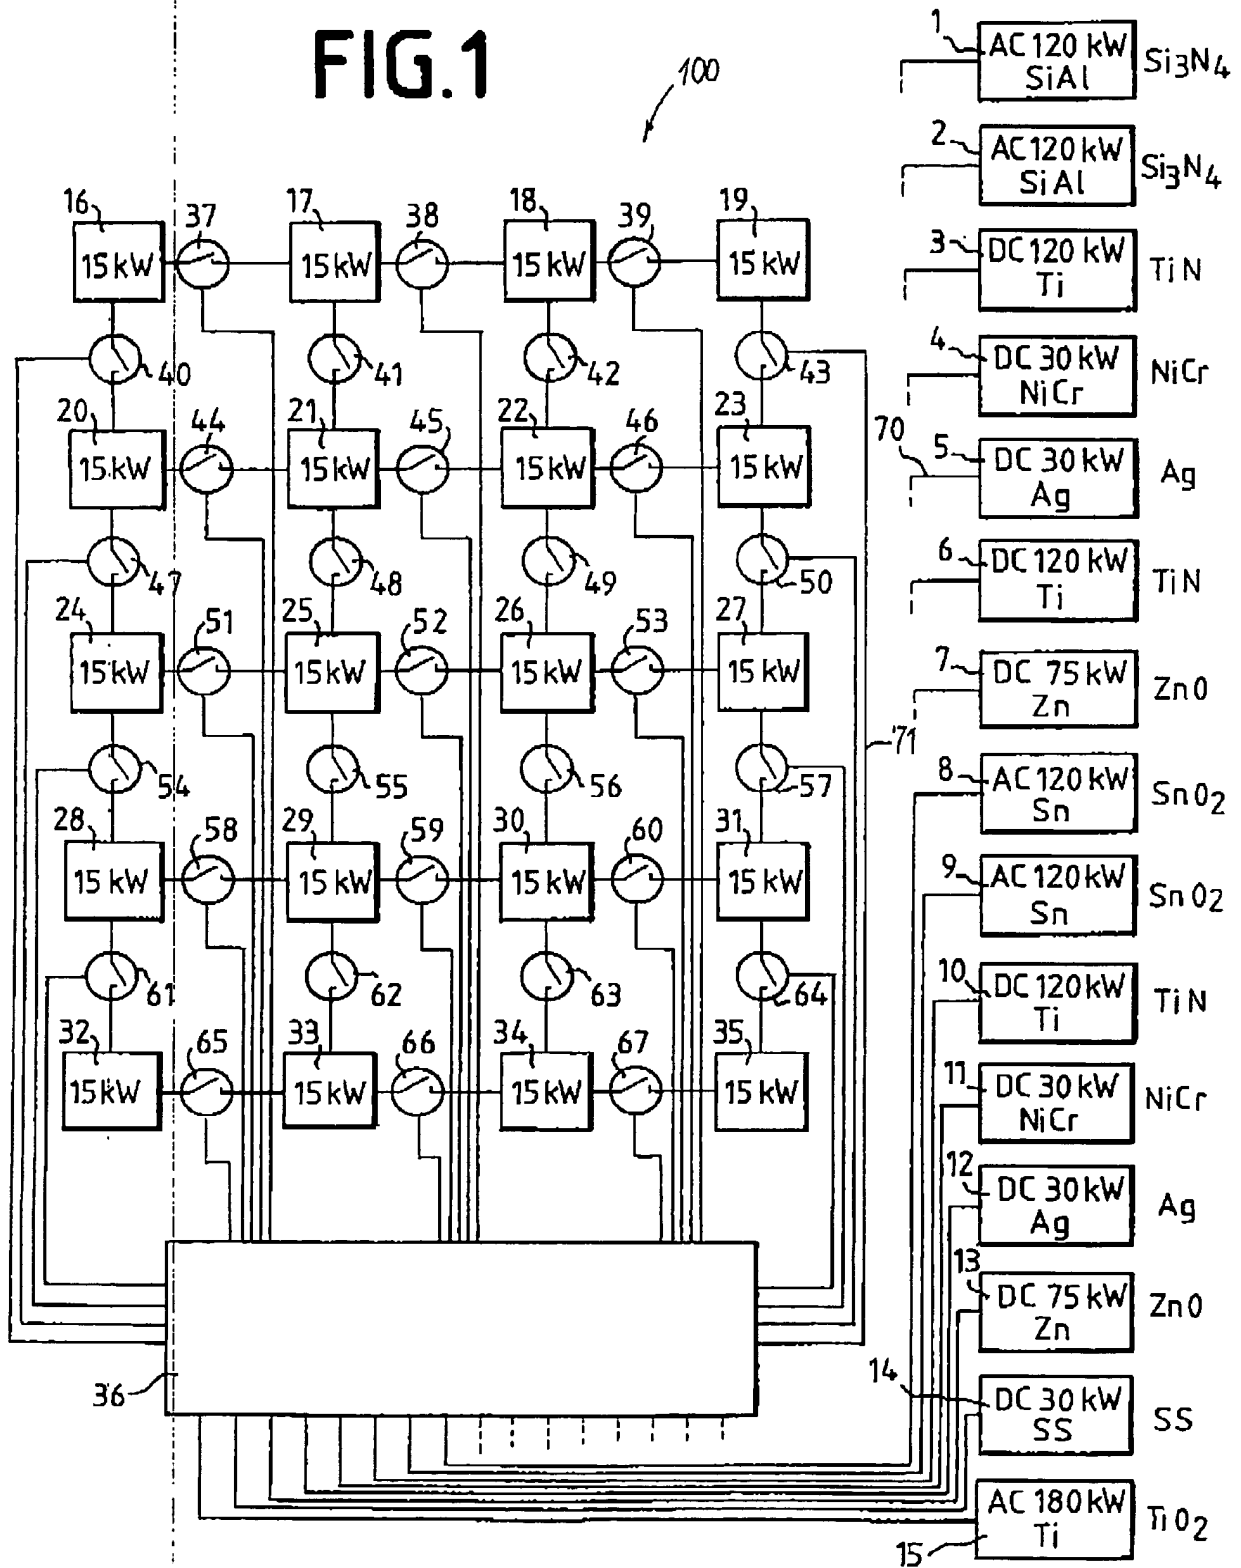 FIG.1
100
1
AC 120 kW
SiAl
Si3N4
2
AC 120 kW
SiAl
Si3N4
16
37
17
38
18
39
19
15 kW
15 kW
15 kW
15 kW
3
DC 120 kW
Ti
TiN
40
41
42
43
4
DC 30 kW
NiCr
NiCr
20
44
21
45
22
46
23
15 kW
15 kW
15 kW
15 kW
70
5
DC 30 kW
Ag
Ag
47
48
49
50
6
DC 120 kW
Ti
TiN
24
51
25
52
26
53
27
15 kW
15 kW
15 kW
15 kW
7
DC 75 kW
Zn
ZnO
71
54
55
56
57
8
AC 120 kW
Sn
SnO2
28
58
29
59
30
60
31
15 kW
15 kW
15 kW
15 kW
9
AC 120 kW
Sn
SnO2
61
62
63
64
10
DC 120 kW
Ti
TiN
32
65
33
66
34
67
35
15 kW
15 kW
15 kW
15 kW
11
DC 30 kW
NiCr
NiCr
12
DC 30 kW
Ag
Ag
13
DC 75 kW
Zn
ZnO
36
14
DC 30 kW
SS
SS
AC 180 kW
Ti
TiO2
15